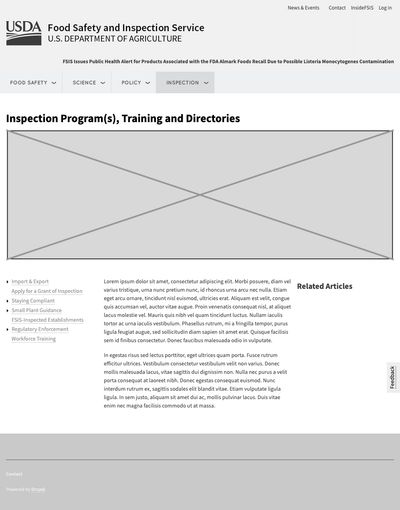 News & Events Contact InsideFSIS Log in
USDA
Food Safety and Inspection Service
U.S. DEPARTMENT OF AGRICULTURE
FSIS Issues Public Health Alert for Products Associated with the FDA Almark Foods Recall Due to Possible Listeria Monocytogenes Contamination
FOOD SAFETY SCIENCE POLICY INSPECTION
Inspection Program(s), Training and Directories
Import & Export
Apply for a Grant of Inspection
Staying Compliant
Small Plant Guidance
FSIS-Inspected Establishments
Regulatory Enforcement
Workforce Training
Lorem ipsum dolor sit amet, consectetur adipiscing elit. Morbi posuere, diam vel
varius tristique, urna nunc pretium nunc, id rhoncus urna arcu nec nulla. Etiam
eget arcu ornare, tincidunt nisl euismod, ultricies erat. Aliquam est velit, congue
quis accumsan vel, auctor vitae augue. Proin venenatis consequat nisl, at aliquet
lacus molestie vel. Mauris quis nibh vel quam tincidunt luctus. Nullam iaculis
tortor ac urna iaculis vestibulum. Phasellus rutrum, mi a fringilla tempor, purus
ligula feugiat augue, sed sollicitudin diam sapien sit amet erat. Quisque facilisis
sem id finibus consectetur. Donec faucibus malesuada odio in vulputate.
In egestas risus sed lectus porttitor, eget ultrices quam porta. Fusce rutrum
efficitur ultrices. Vestibulum consectetur vestibulum velit non varius. Donec
mollis malesuada lacus, vitae sagittis dui dignissim non. Nulla nec purus a velit
porta consequat at laoreet nibh. Donec egestas consequat euismod. Nunc
interdum rutrum ex, sagittis sodales elit blandit vitae. Etiam vulputate ligula
ligula. In sem justo, aliquam sit amet dui ac, mollis pulvinar lacus. Duis vitae
enim nec magna facilisis commodo ut at massa.
Related Articles
Feedback
Contact
Powered by Drupal